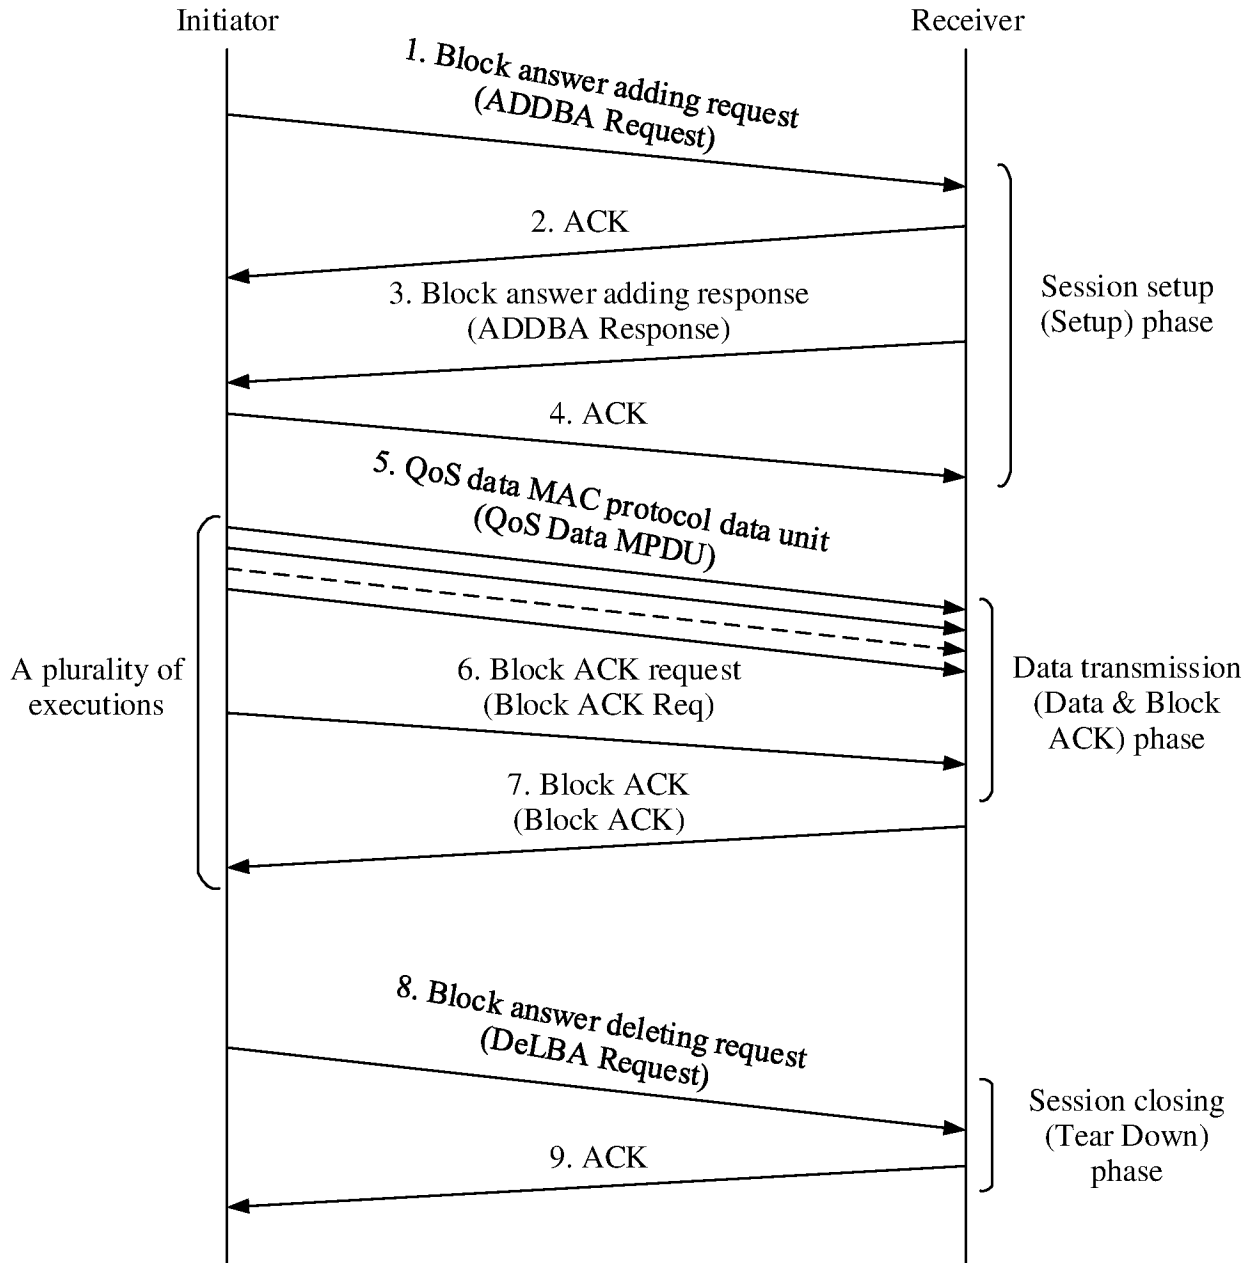 Initiator
Receiver
1. Block answer adding request
(ADDBA Request)
2. ACK
3. Block answer adding response
(ADDBA Response)
Session setup
(Setup) phase
4. ACK
5. QoS data MAC protocol data unit
(QoS Data MPDU)
A plurality of
executions
6. Block ACK request
(Block ACK Req)
Data transmission
(Data & Block
ACK) phase
7. Block ACK
(Block ACK)
8. Block answer deleting request
(DeLBA Request)
Session closing
(Tear Down)
phase
9. ACK